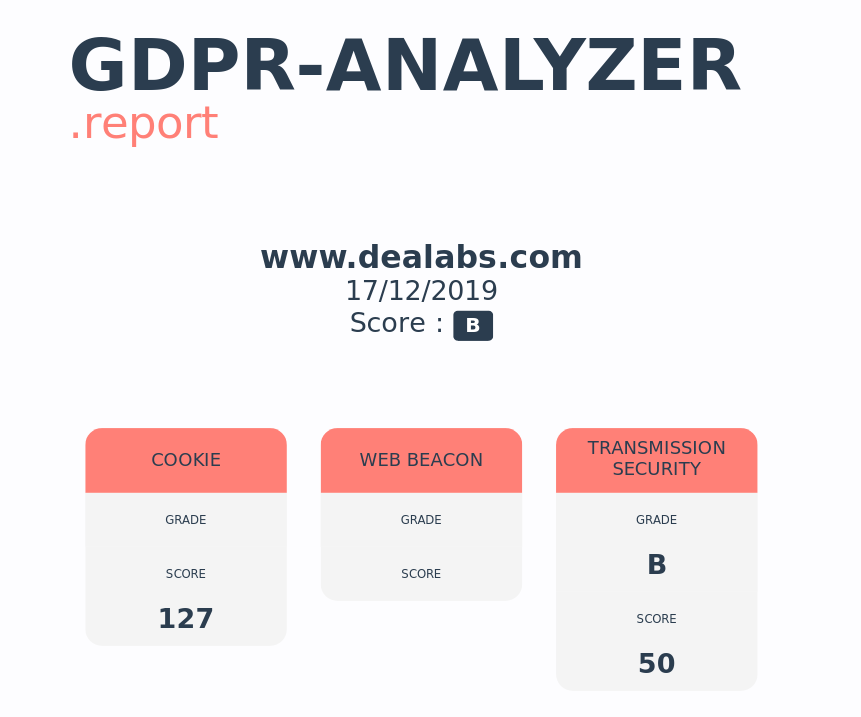 GDPR-ANALYZER
.report
www.dealabs.com
17/12/2019
Score : B
COOKIE
GRADE
SCORE
127
WEB BEACON
GRADE
SCORE
TRANSMISSION
SECURITY
GRADE
B
SCORE
50